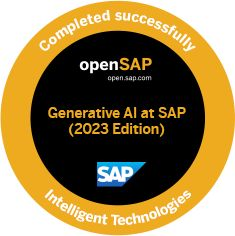 Completed successfully
openSAP
open.sap.com
Generative AI at SAP
(2023 Edition)
SAP
Intelligent Technologies